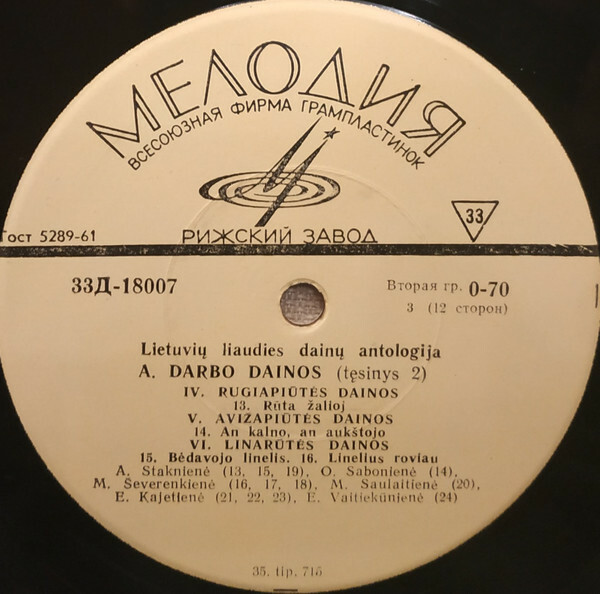 МЕЛОДИЯ
ВСЕСОЮЗНАЯ ФИРМА ГРАМПЛАСТИНОК
33
Гост 5289-61
РИЖСКИЙ ЗАВОД
33Д-18007
Вторая гр. 0-70
3 (12 сторон)
Lietuvių liaudies dainų antologija
A. DARBO DAINOS (tęsinys 2)
IV. RUGIAPIŪTĖS DAINOS
13. Rūta žalioj
V. AVIZAPIŪTĖS DAINOS
14. An kalno, an aukštojo
VI. LINARŪTĖS DAINOS
15. Bėdavojo linelis. 16. Linelius roviau
A. Staknienė (13, 15, 19), O. Sabonienė (14),
M. Ševerenkienė (16, 17, 18), M. Saulaitienė (20),
E. Kajetienė (21, 22, 23), E. Vaitiekūnienė (24)
35. tip. 715